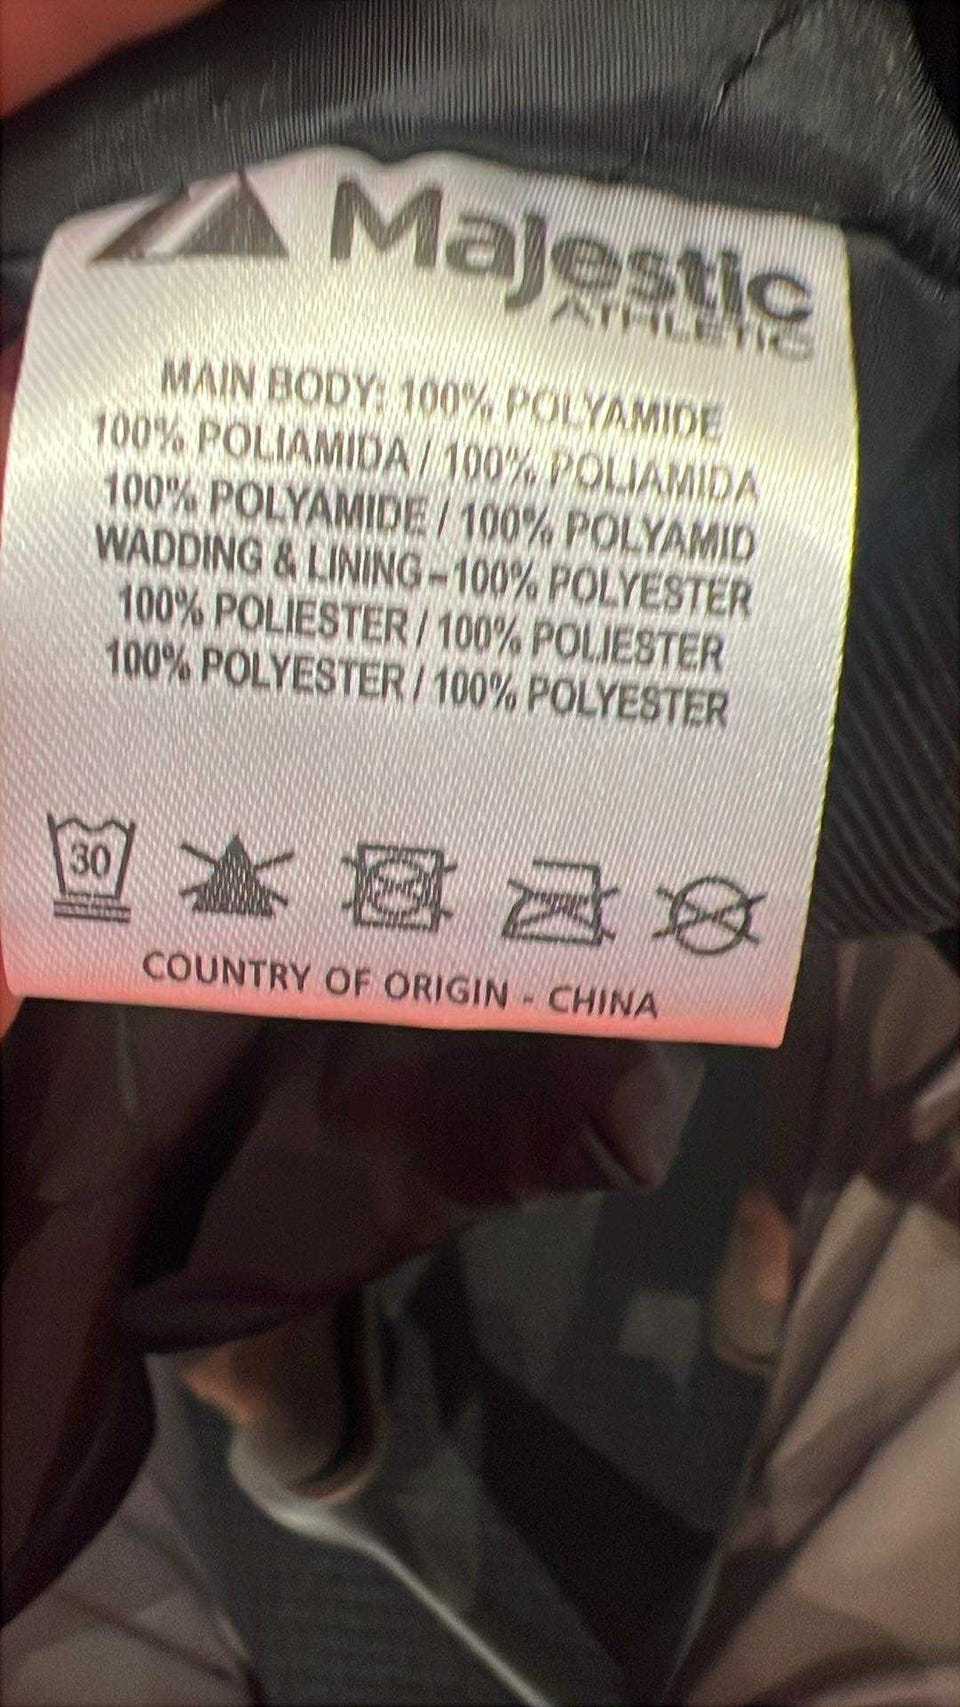 Majestic
ATHLETIC
MAIN BODY: 100% POLYAMIDE
100% POLIAMIDA / 100% POLIAMIDA
100% POLYAMIDE / 100% POLYAMID
WADDING & LINING-100% POLYESTER
100% POLIESTER / 100% POLIESTER
100% POLYESTER / 100% POLYESTER
30
COUNTRY OF ORIGIN - CHINA